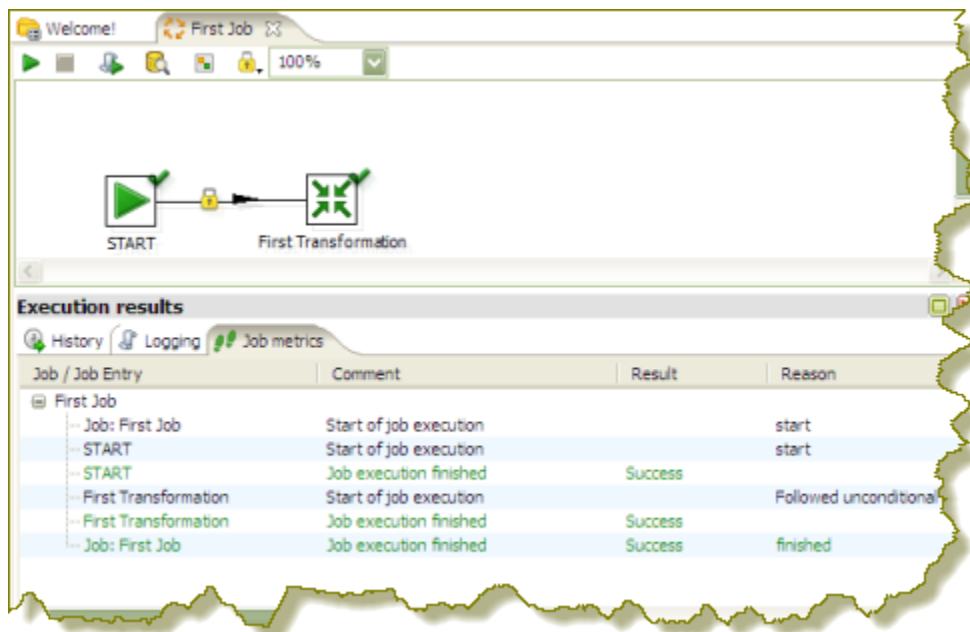 Welcome! First Job
100%
START First Transformation
Execution results
History Logging Job metrics
Job / Job Entry Comment Result Reason
First Job
Job: First Job Start of job execution start
START Start of job execution start
START Job execution finished Success
First Transformation Start of job execution Followed unconditional
First Transformation Job execution finished Success
Job: First Job Job execution finished Success finished